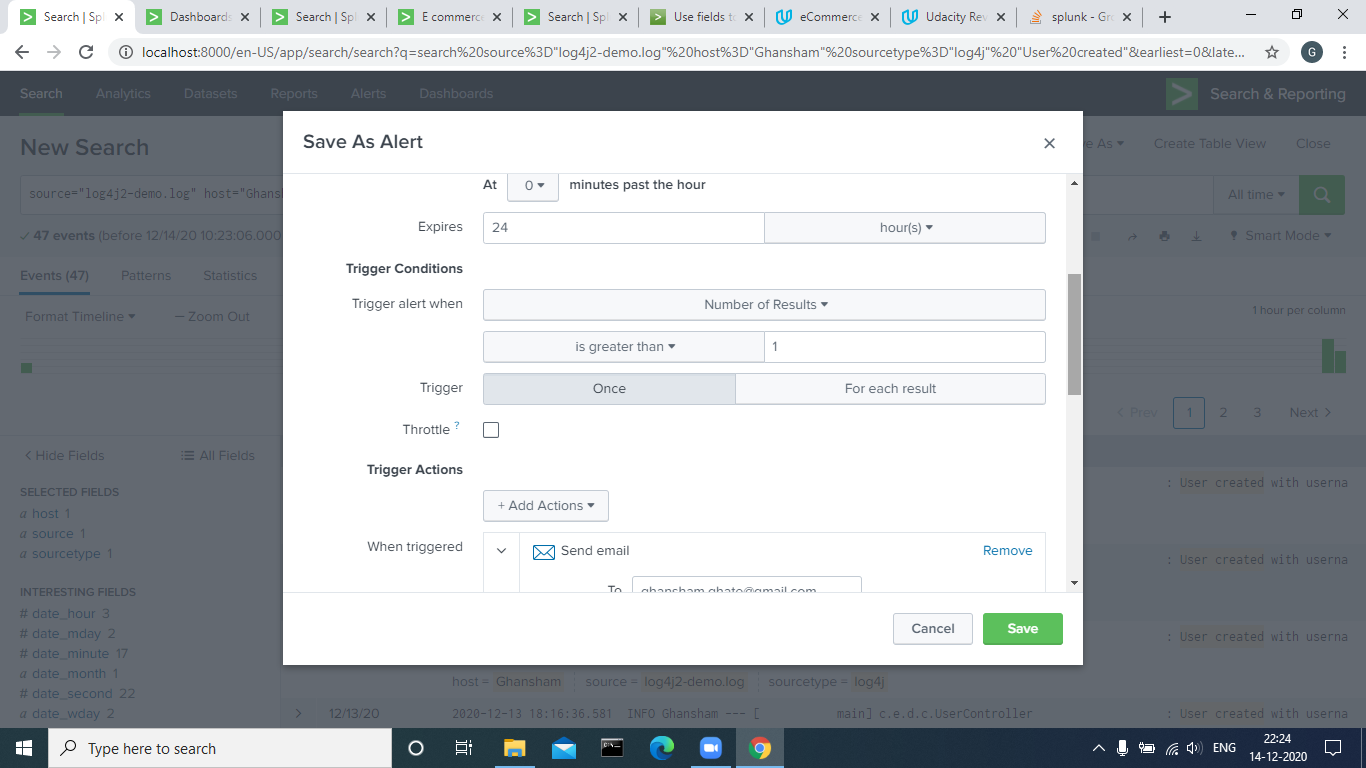 Search | Spl
Dashboards
Search | Spl
E commerce
Search | Spl
Use fields to
eCommerce
Udacity Rev
splunk - Gro
localhost:8000/en-US/app/search/search?q=search%20source%3D"log4j2-demo.log"%20host%3D"Ghansham"%20sourcetype%3D"log4j"%20"User%20created"&earliest=0&late...
G
Search Analytics Datasets Reports Alerts Dashboards Search & Reporting
New Search
e As Create Table View Close
source="log4j2-demo.log" host="Ghansh
All time
47 events (before 12/14/20 10:23:06.000
Smart Mode
Events (47) Patterns Statistics
Format Timeline — Zoom Out
1 hour per column
< Prev 1 2 3 Next >
Hide Fields All Fields
SELECTED FIELDS
a host 1
a source 1
a sourcetype 1
INTERESTING FIELDS
# date_hour 3
# date_mday 2
# date_minute 17
a date_month 1
# date_second 22
a date_wday 2
Save As Alert
At 0 minutes past the hour
Expires 24 hour(s)
Trigger Conditions
Trigger alert when Number of Results
is greater than 1
Trigger Once For each result
Throttle ?
Trigger Actions
+ Add Actions
When triggered Send email Remove
To ghansham.ghate@gmail.com
Cancel Save
: User created with userna
: User created with userna
: User created with userna
host = Ghansham source = log4j2-demo.log sourcetype = log4j
12/13/20 2020-12-13 18:16:36.581 INFO Ghansham --- [ main] c.e.d.c.UserController : User created with userna
Type here to search
ENG
22:24
14-12-2020